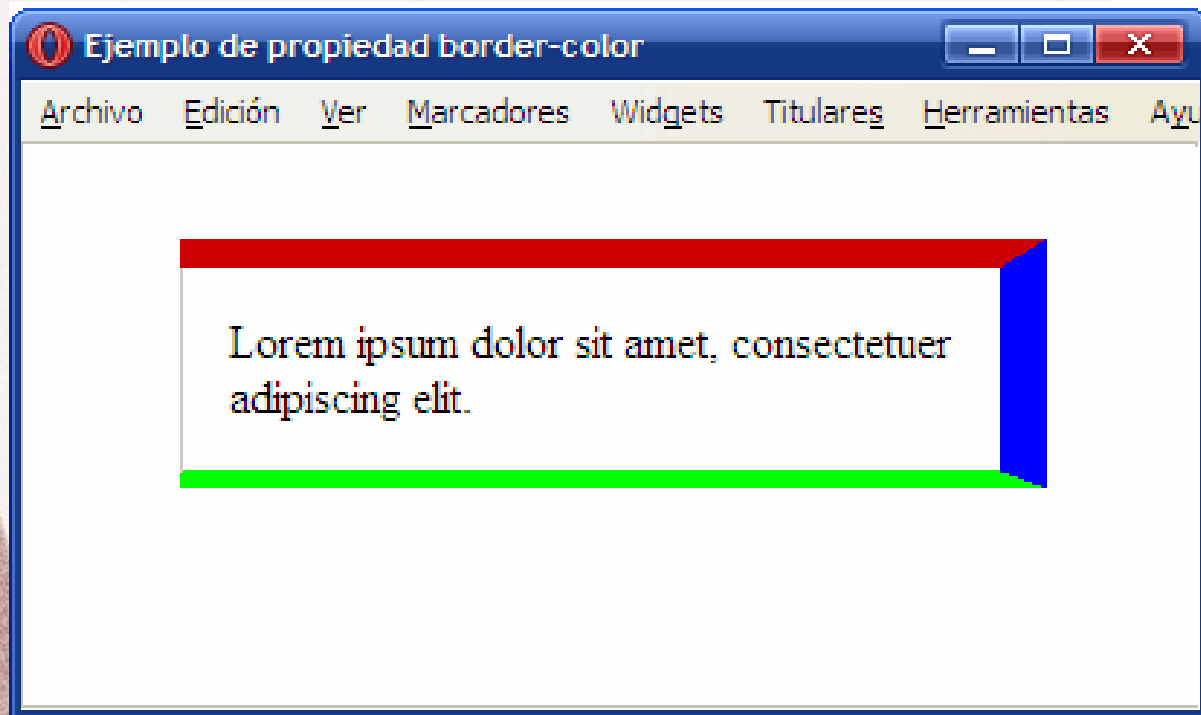 Ejemplo de propiedad border-color
Archivo Edición Ver Marcadores Widgets Titulares Herramientas Ayu
Lorem ipsum dolor sit amet, consectetuer
adipiscing elit.